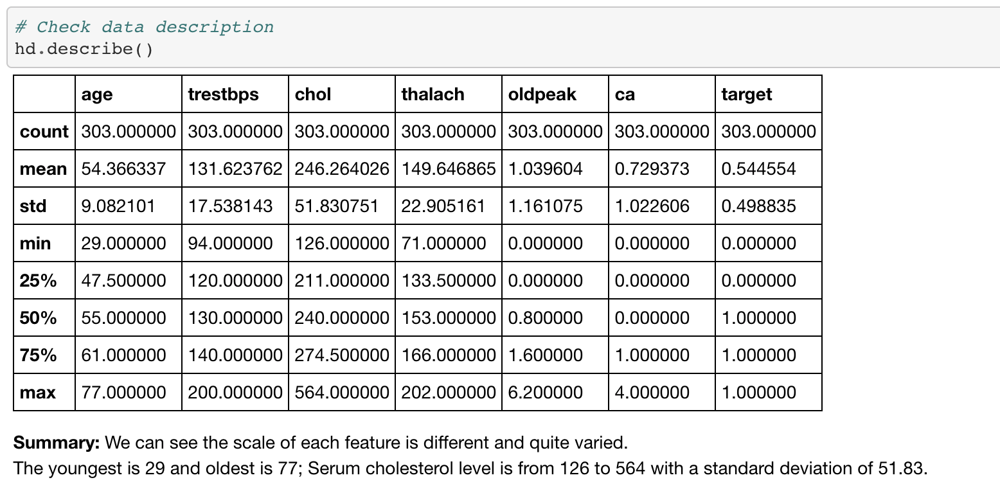 # Check data description
hd.describe()
age trestbps chol thalach oldpeak ca target
count 303.000000 303.000000 303.000000 303.000000 303.000000 303.000000 303.000000
mean 54.366337 131.623762 246.264026 149.646865 1.039604 0.729373 0.544554
std 9.082101 17.538143 51.830751 22.905161 1.161075 1.022606 0.498835
min 29.000000 94.000000 126.000000 71.000000 0.000000 0.000000 0.000000
25% 47.500000 120.000000 211.000000 133.500000 0.000000 0.000000 0.000000
50% 55.000000 130.000000 240.000000 153.000000 0.800000 0.000000 1.000000
75% 61.000000 140.000000 274.500000 166.000000 1.600000 1.000000 1.000000
max 77.000000 200.000000 564.000000 202.000000 6.200000 4.000000 1.000000
Summary: We can see the scale of each feature is different and quite varied.
The youngest is 29 and oldest is 77; Serum cholesterol level is from 126 to 564 with a standard deviation of 51.83.